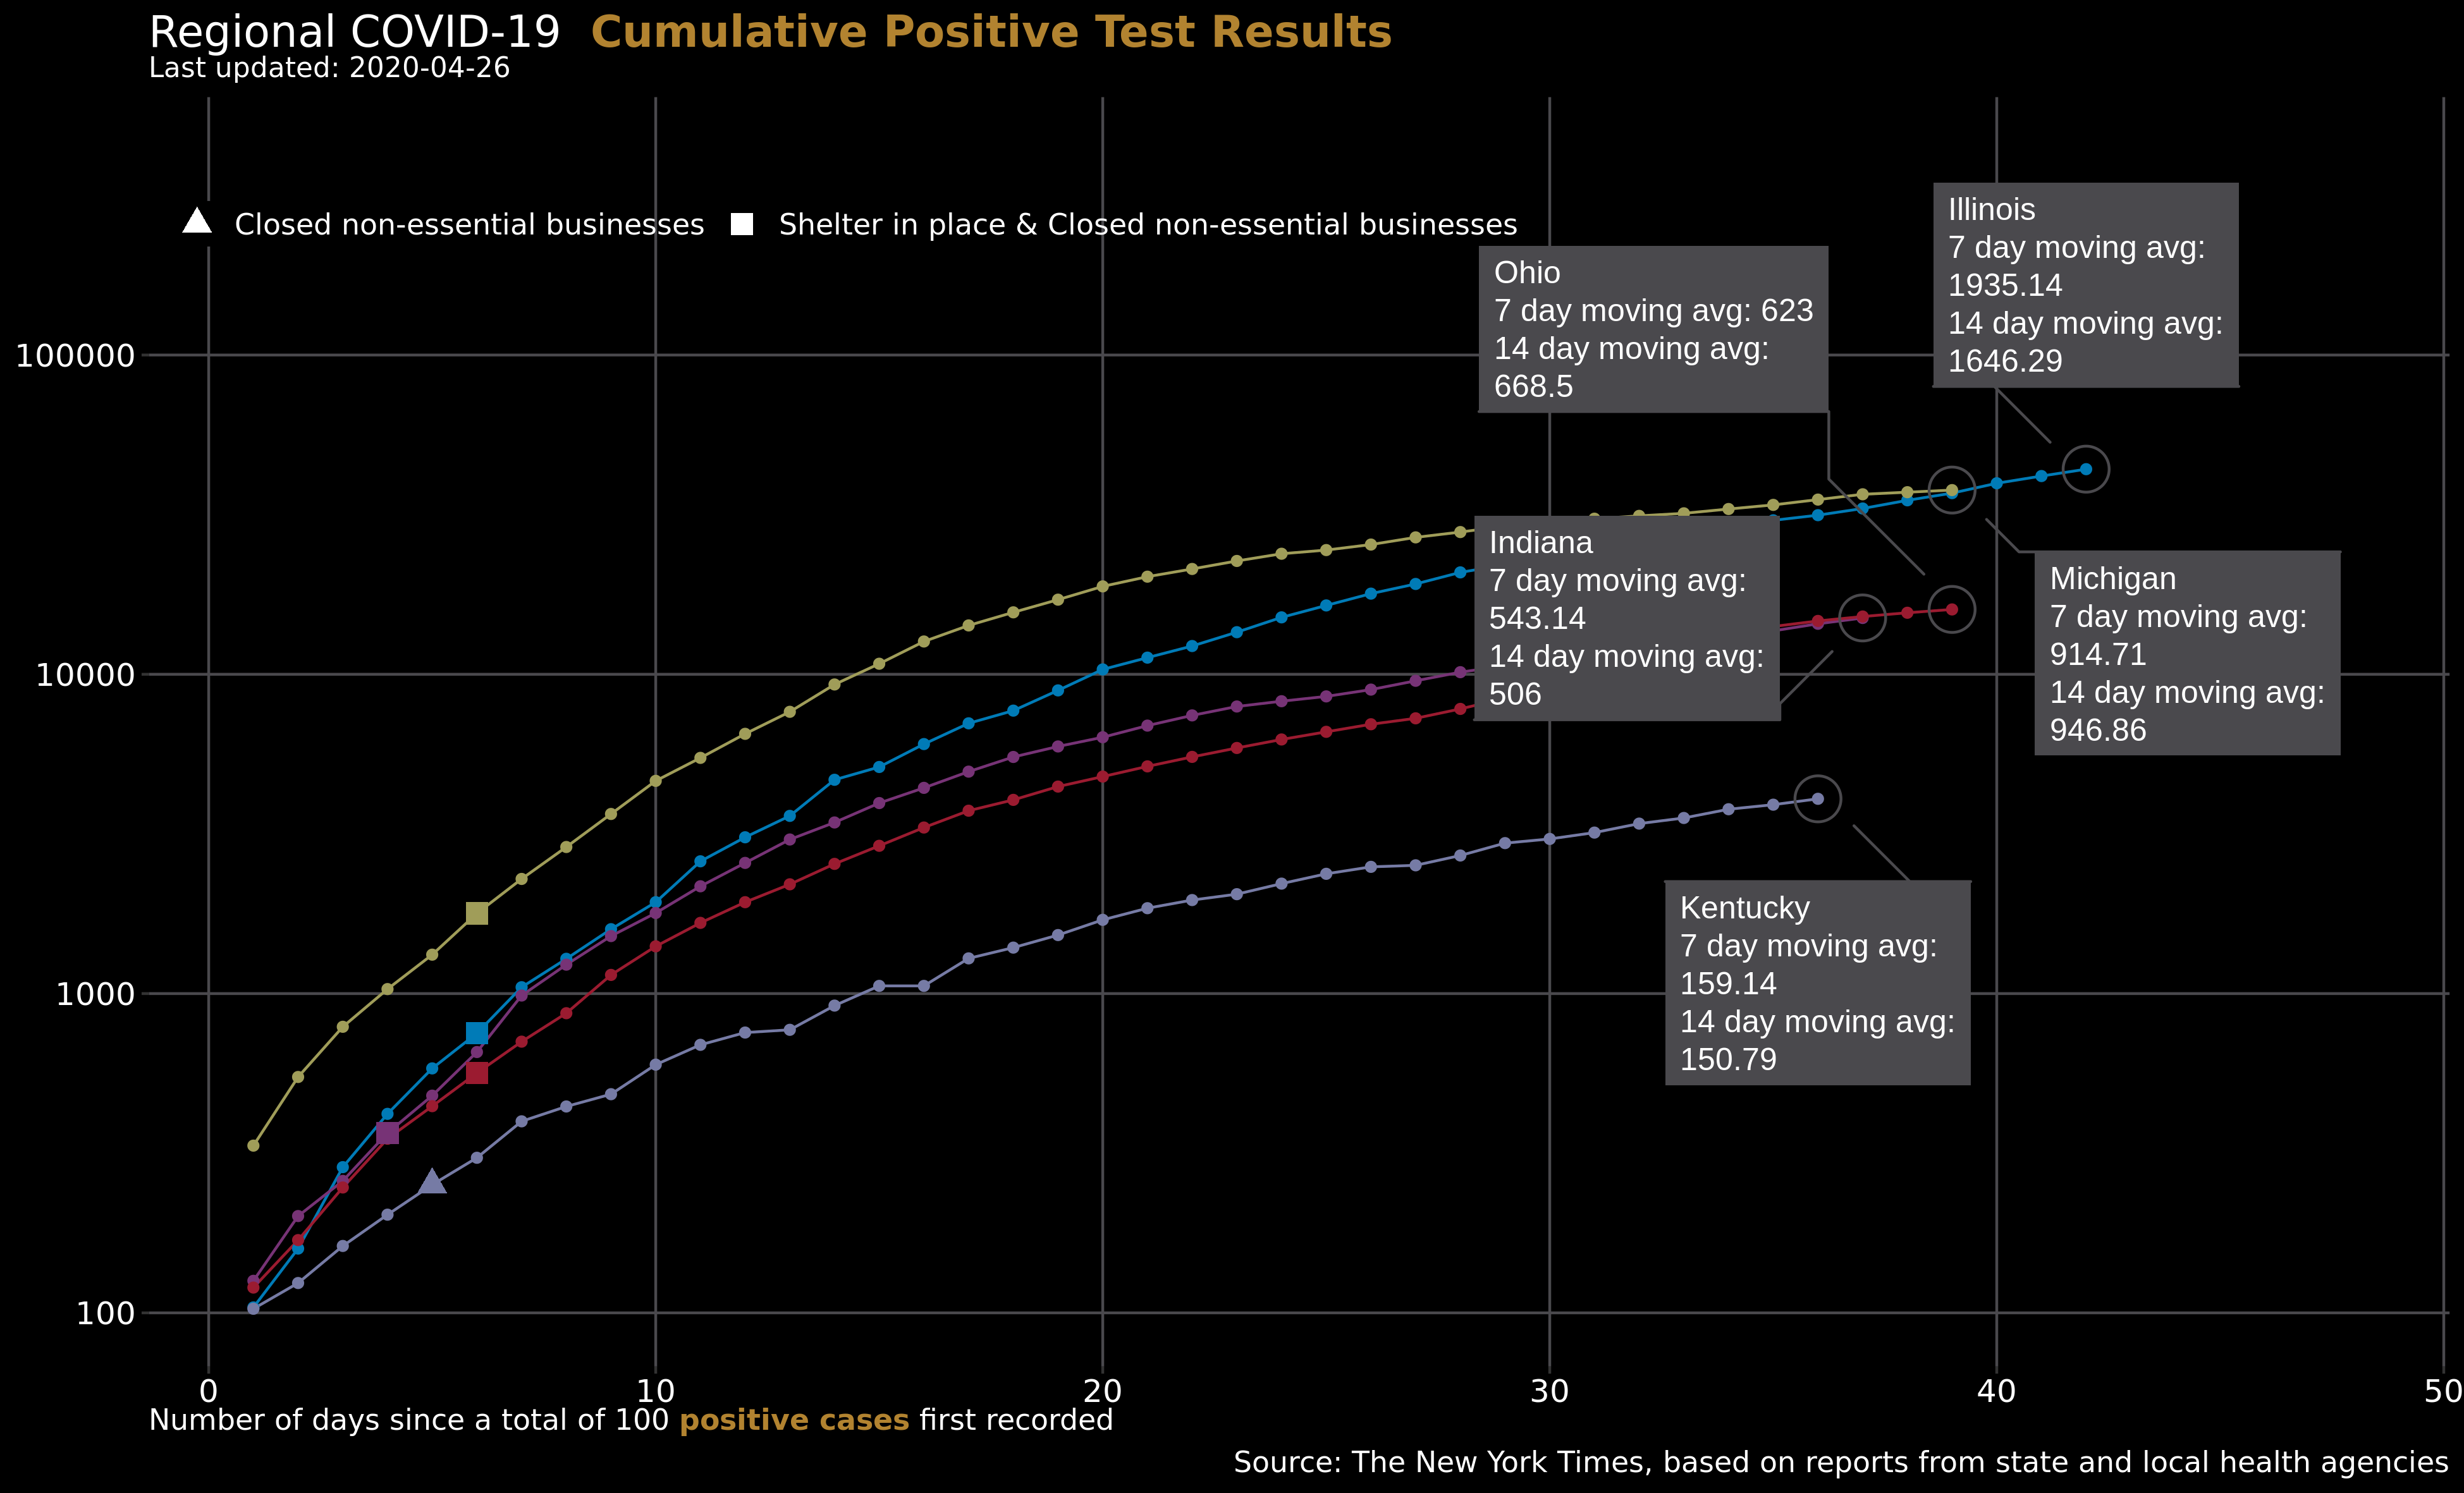 Regional COVID-19 Cumulative Positive Test Results
Last updated: 2020-04-26
Closed non-essential businesses
Shelter in place & Closed non-essential businesses
Illinois
7 day moving avg:
1935.14
14 day moving avg:
1646.29
Ohio
7 day moving avg: 623
14 day moving avg:
668.5
Indiana
7 day moving avg:
543.14
14 day moving avg:
506
Michigan
7 day moving avg:
914.71
14 day moving avg:
946.86
Kentucky
7 day moving avg:
159.14
14 day moving avg:
150.79
100000
10000
1000
100
0 10 20 30 40 50
Number of days since a total of 100 positive cases first recorded
Source: The New York Times, based on reports from state and local health agencies